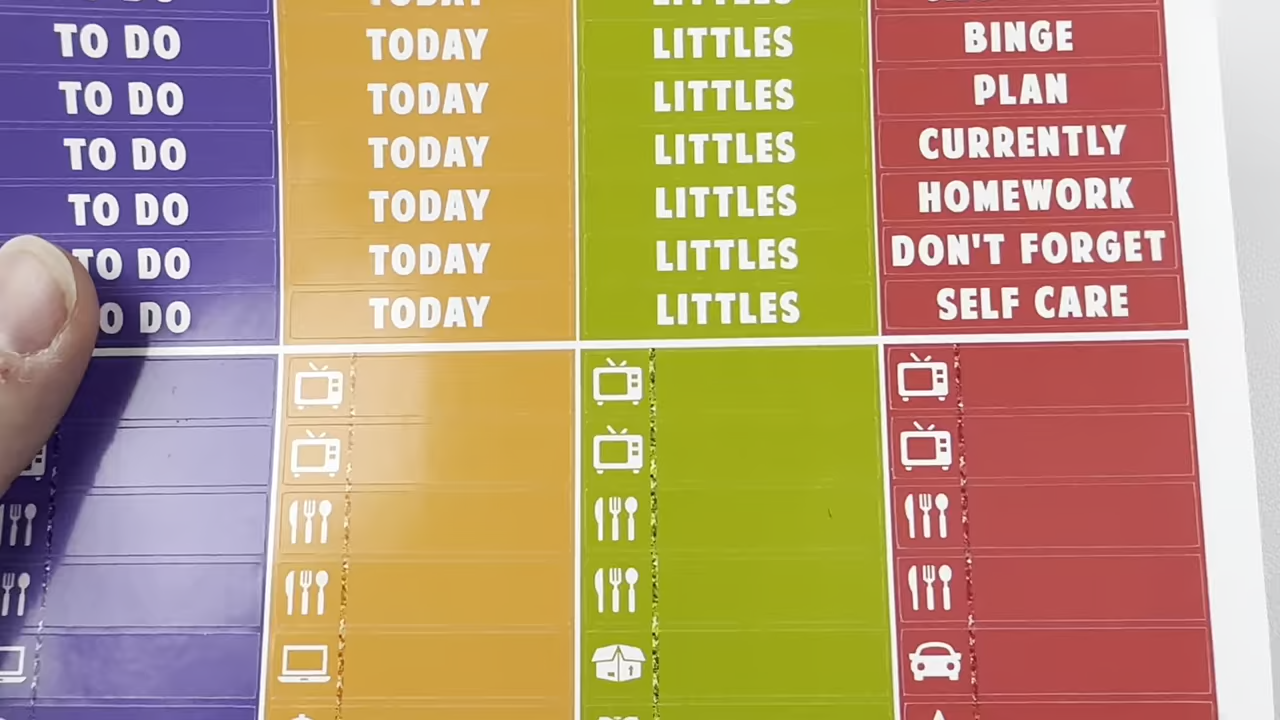 TO DO TODAY LITTLES BINGE
TO DO TODAY LITTLES PLAN
TO DO TODAY LITTLES CURRENTLY
TO DO TODAY LITTLES HOMEWORK
TO DO TODAY LITTLES DON'T FORGET
DO TODAY LITTLES SELF CARE